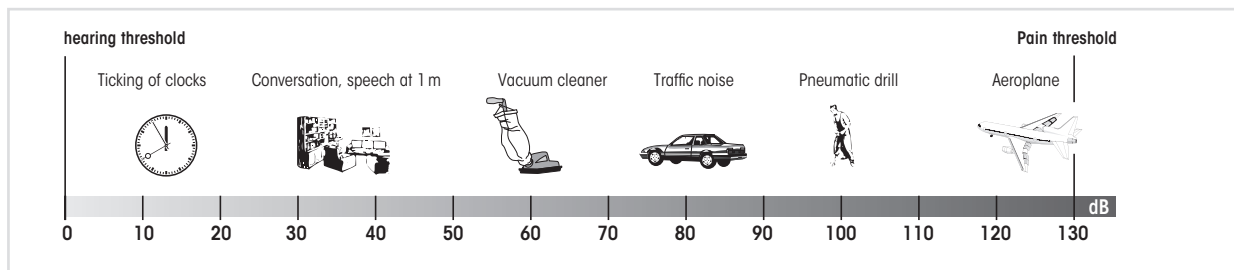 hearing threshold Pain threshold
Ticking of clocks Conversation, speech at 1 m Vacuum cleaner Traffic noise Pneumatic drill Aeroplane
dB
0 10 20 30 40 50 60 70 80 90 100 110 120 130